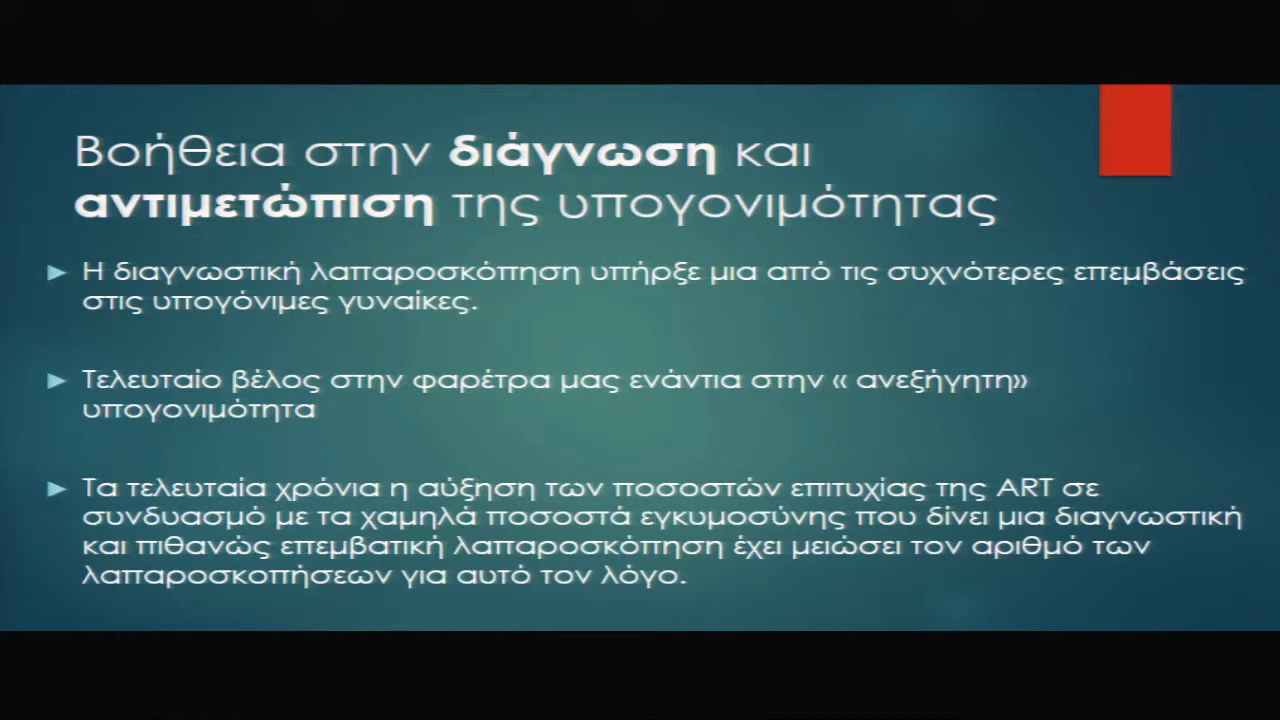 Βοήθεια στην διάγνωση και
αντιμετώπιση της υπογονιμότητας
Η διαγνωστική λαπαροσκόπηση υπήρξε μια από τις συχνότερες επεμβάσεις
στις υπογόνιμες γυναίκες.
Τελευταίο βέλος στην φαρέτρα μας ενάντια στην « ανεξήγητη»
υπογονιμότητα
Τα τελευταία χρόνια η αύξηση των ποσοστών επιτυχίας της ART σε
συνδυασμό με τα χαμηλά ποσοστά εγκυμοσύνης που δίνει μια διαγνωστική
και πιθανώς επεμβατική λαπαροσκόπηση έχει μειώσει τον αριθμό των
λαπαροσκοπήσεων για αυτό τον λόγο.